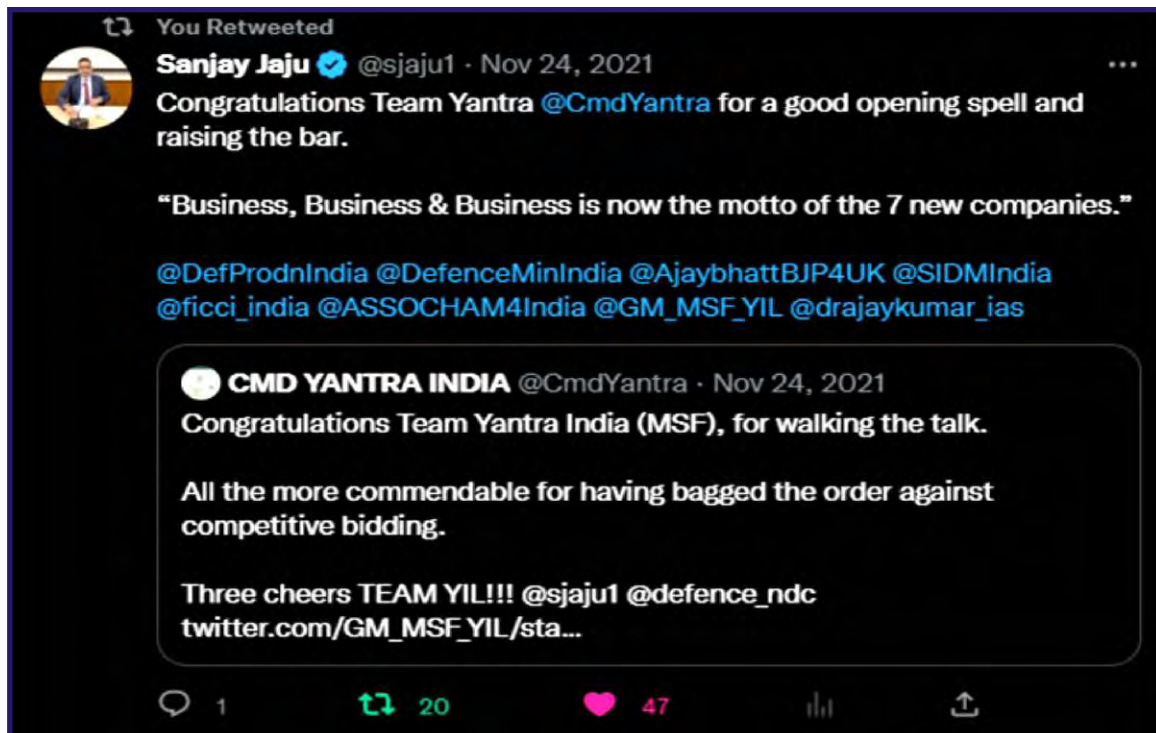 You Retweeted
Sanjay Jaju @sjaju1 · Nov 24, 2021
Congratulations Team Yantra @CmdYantra for a good opening spell and
raising the bar.
“Business, Business & Business is now the motto of the 7 new companies.”
@DefProdnIndia @DefenceMinIndia @AjaybhattBJP4UK @SIDMIndia
@ficci_india @ASSOCHAM4India @GM_MSF_YIL @drajaykumar_ias
CMD YANTRA INDIA @CmdYantra · Nov 24, 2021
Congratulations Team Yantra India (MSF), for walking the talk.
All the more commendable for having bagged the order against
competitive bidding.
Three cheers TEAM YIL!!! @sjaju1 @defence_ndc
twitter.com/GM_MSF_YIL/sta...
1 20 47